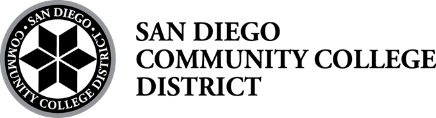 • SAN DIEGO •
COMMUNITY COLLEGE DISTRICT
SAN DIEGO
COMMUNITY COLLEGE
DISTRICT